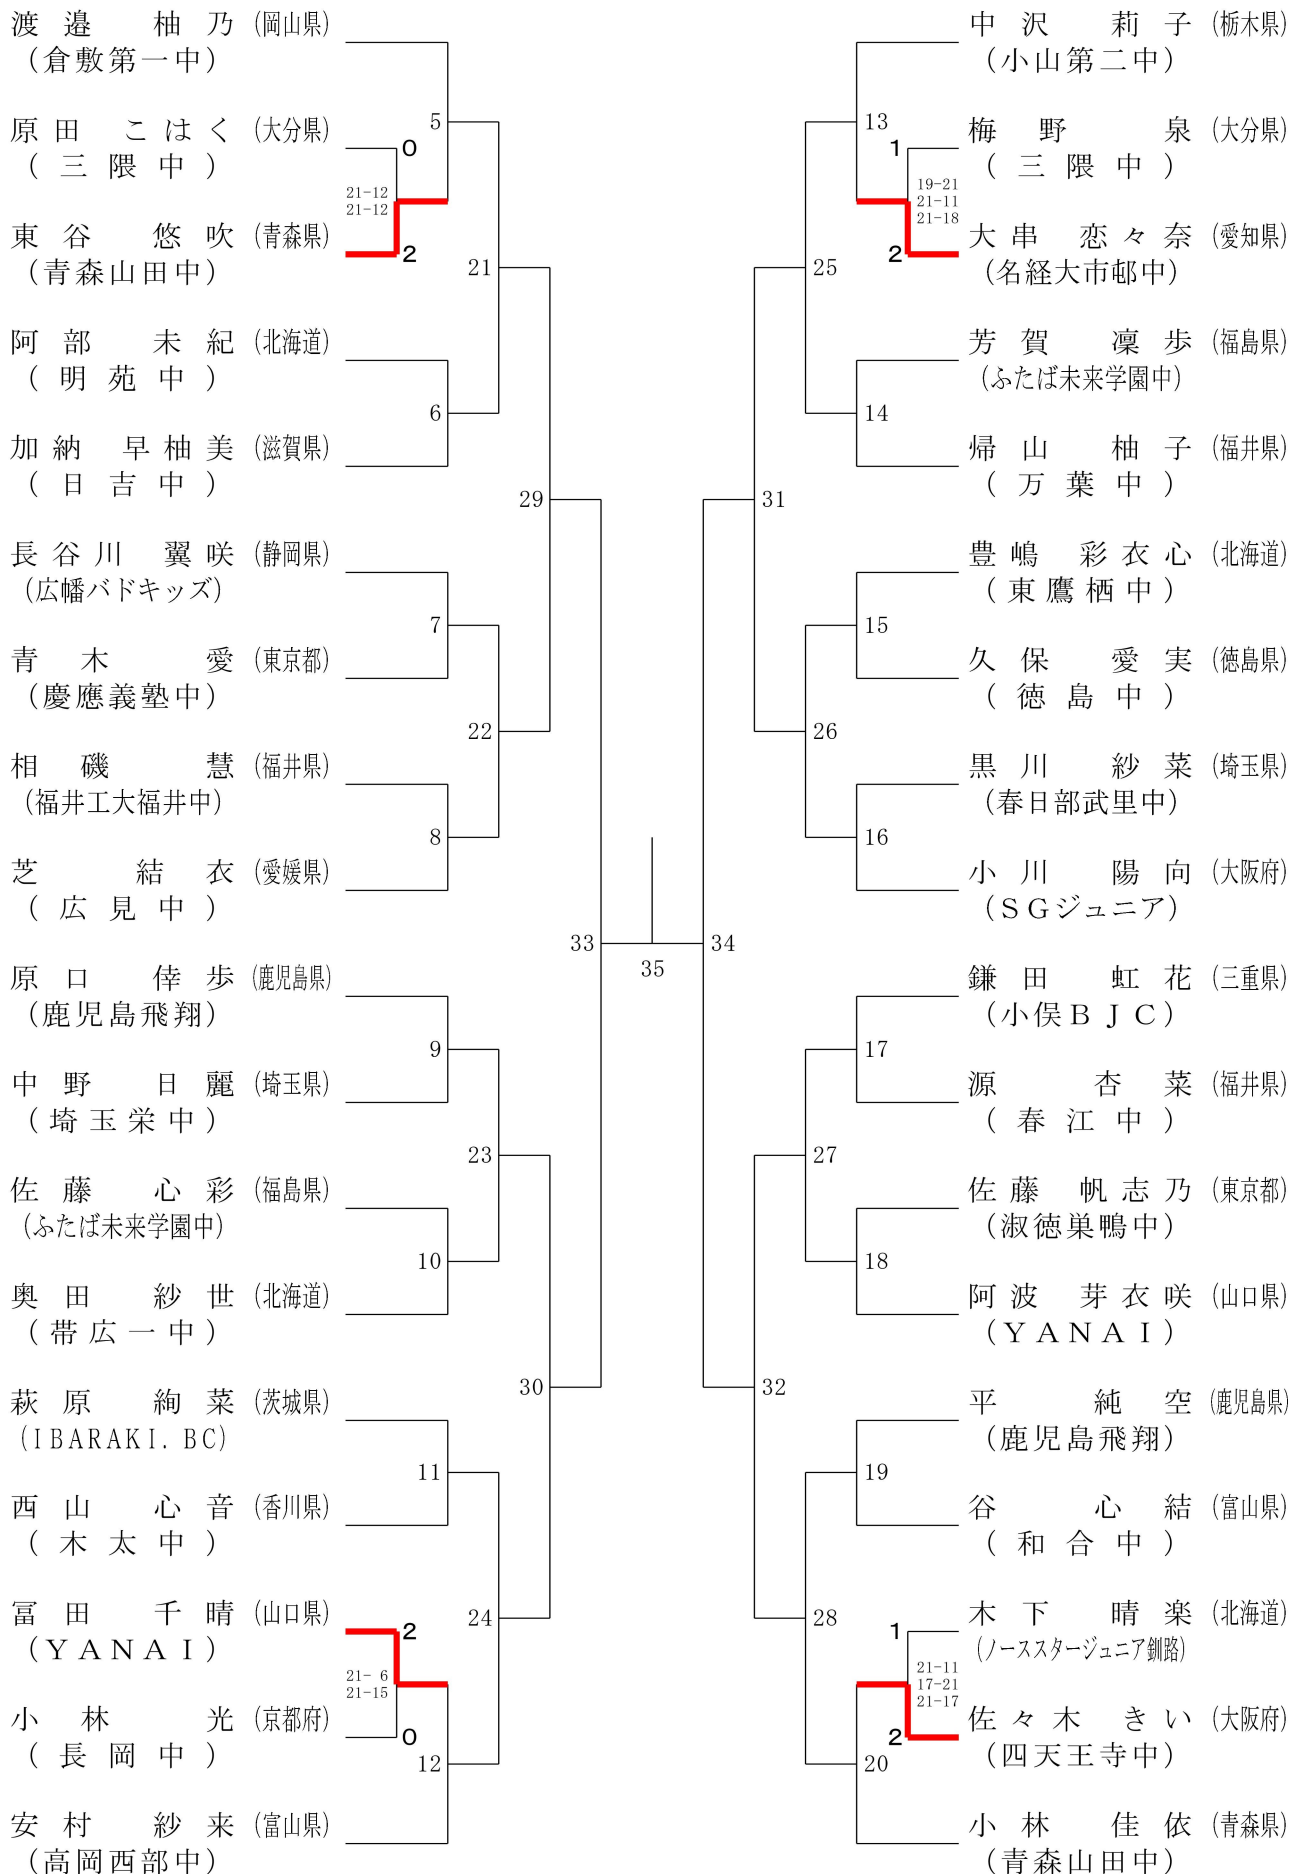 渡邉 柚乃 (岡山県)
(倉敷第一中)
原田 こはく (大分県)
(三隈中)
東谷 悠吹 (青森県)
(青森山田中)
阿部 未紀 (北海道)
(明苑中)
加納 早柚美 (滋賀県)
(日吉中)
長谷川 翼咲 (静岡県)
(広幡バドキッズ)
青木 愛 (東京都)
(慶應義塾中)
相磯 慧 (福井県)
(福井工大福井中)
芝 結衣 (愛媛県)
(広見中)
原口 倖歩 (鹿児島県)
(鹿児島飛翔)
中野 日麗 (埼玉県)
(埼玉栄中)
佐藤 心彩 (福島県)
(ふたば未来学園中)
奥田 紗世 (北海道)
(帯広一中)
萩原 絢菜 (茨城県)
(IBARAKI.BC)
西山 心音 (香川県)
(木太中)
冨田 千晴 (山口県)
(YANAI)
小林 光 (京都府)
(長岡中)
安村 紗来 (富山県)
(高岡西部中)
5
0
21-12
21-12
2
21
6
29
7
22
8
33
9
23
10
30
11
24
2
21- 6
21-15
0
12
35
34
13
1
19-21
21-11
21-18
2
25
14
31
15
26
16
17
27
18
32
19
28
1
21-11
17-21
21-17
2
20
中沢 莉子 (栃木県)
(小山第二中)
梅野 泉 (大分県)
(三隈中)
大串 恋々奈 (愛知県)
(名経大市邨中)
芳賀 凜歩 (福島県)
(ふたば未来学園中)
帰山 柚子 (福井県)
(万葉中)
豊嶋 彩衣心 (北海道)
(東鷹栖中)
久保 愛実 (徳島県)
(徳島中)
黒川 紗菜 (埼玉県)
(春日部武里中)
小川 陽向 (大阪府)
(SGジュニア)
鎌田 虹花 (三重県)
(小俣BJC)
源 杏菜 (福井県)
(春江中)
佐藤 帆志乃 (東京都)
(淑徳巣鴨中)
阿波 芽衣咲 (山口県)
(YANAI)
平 純空 (鹿児島県)
(鹿児島飛翔)
谷 心結 (富山県)
(和合中)
木下 晴楽 (北海道)
(ノーススタージュニア釧路)
佐々木 きい (大阪府)
(四天王寺中)
小林 佳依 (青森県)
(青森山田中)